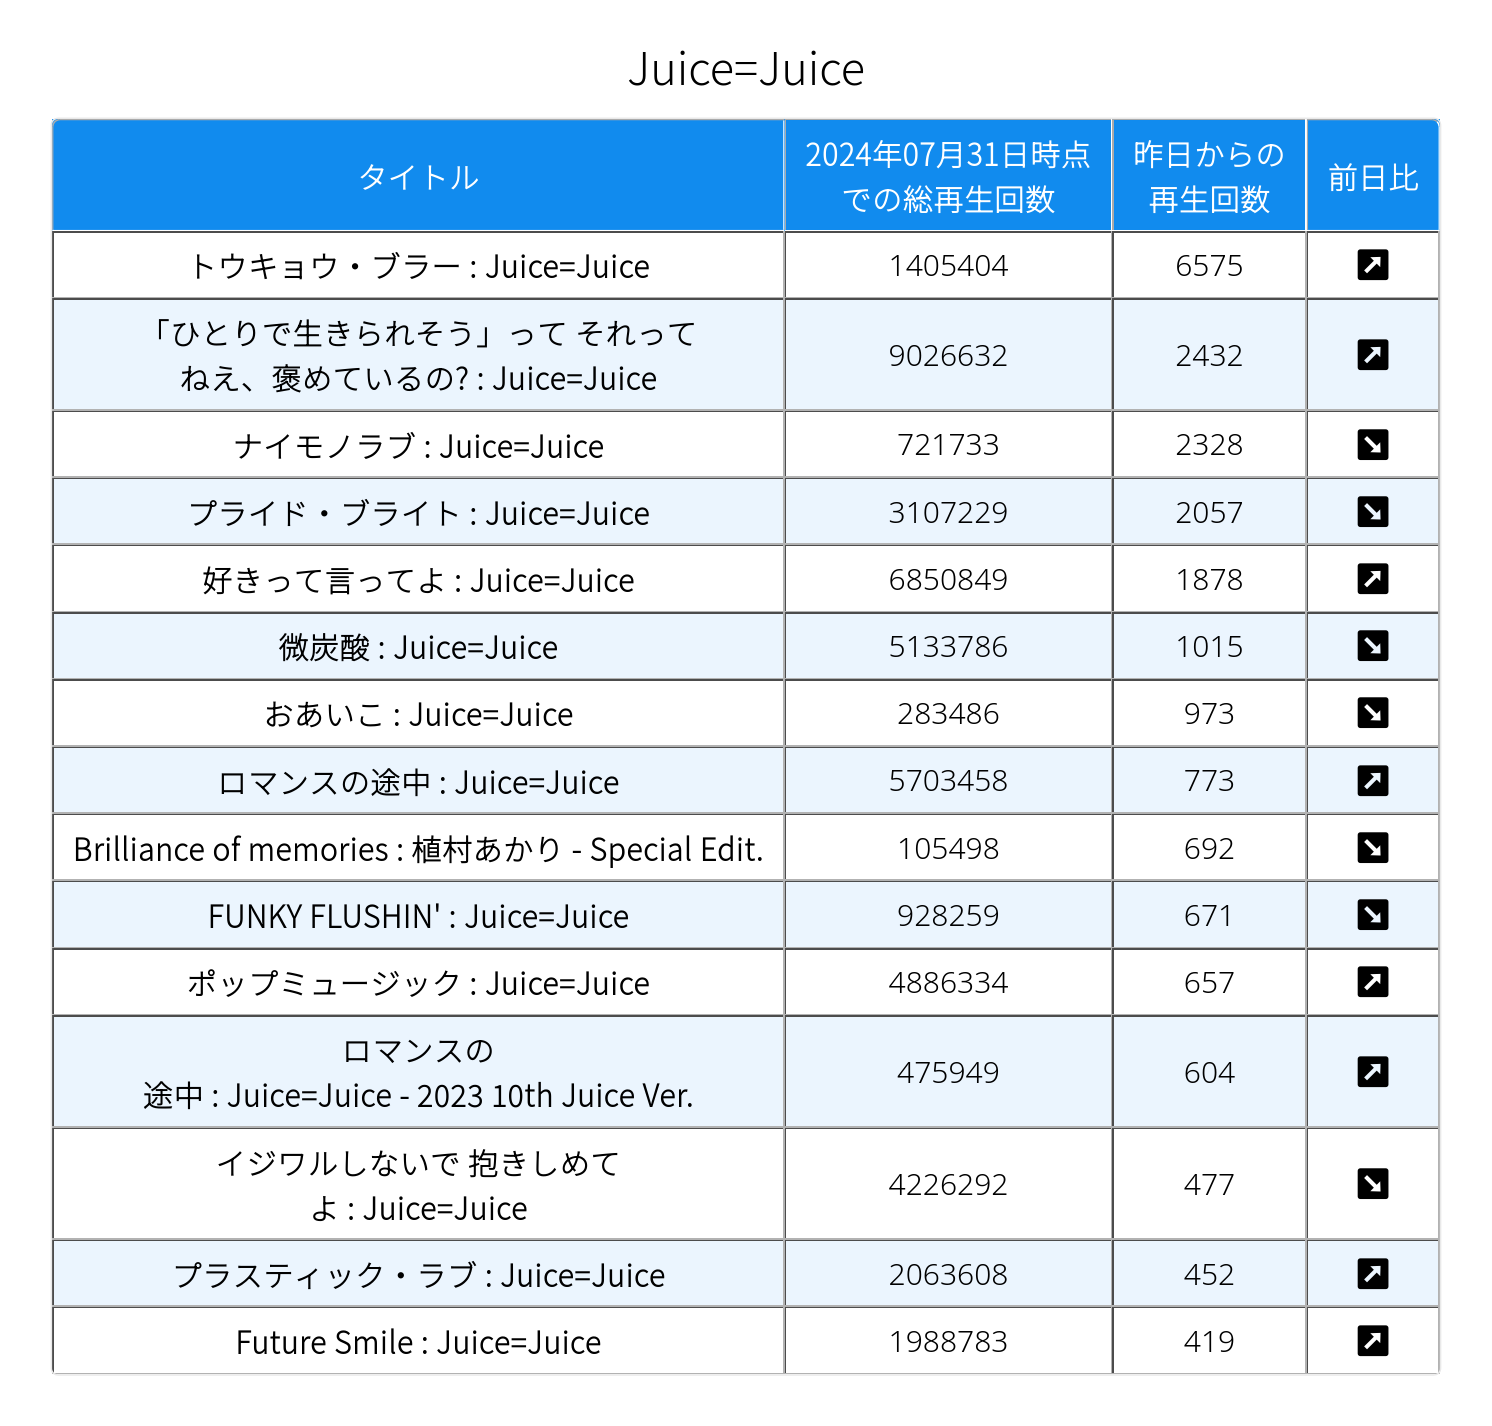 Juice=Juice
タイトル
2024年07月31日時点
での総再生回数
昨日からの
再生回数
前日比
トウキョウ・ブラー : Juice=Juice
1405404
6575
「ひとりで生きられそう」って それって
ねえ、褒めているの? : Juice=Juice
9026632
2432
ナイモノラブ : Juice=Juice
721733
2328
プライド・ブライト : Juice=Juice
3107229
2057
好きって言ってよ : Juice=Juice
6850849
1878
微炭酸 : Juice=Juice
5133786
1015
おあいこ : Juice=Juice
283486
973
ロマンスの途中 : Juice=Juice
5703458
773
Brilliance of memories : 植村あかり - Special Edit.
105498
692
FUNKY FLUSHIN' : Juice=Juice
928259
671
ポップミュージック : Juice=Juice
4886334
657
ロマンスの
途中 : Juice=Juice - 2023 10th Juice Ver.
475949
604
イジワルしないで 抱きしめて
よ : Juice=Juice
4226292
477
プラスティック・ラブ : Juice=Juice
2063608
452
Future Smile : Juice=Juice
1988783
419